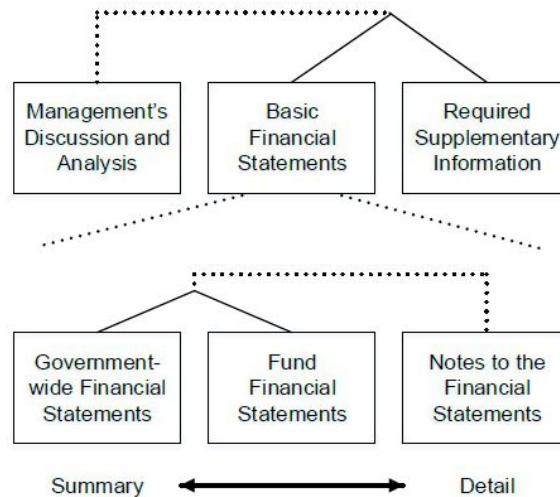 Management's
Discussion and
Analysis
Basic
Financial
Statements
Required
Supplementary
Information
Government-
wide Financial
Statements
Fund
Financial
Statements
Notes to the
Financial
Statements
Summary
Detail